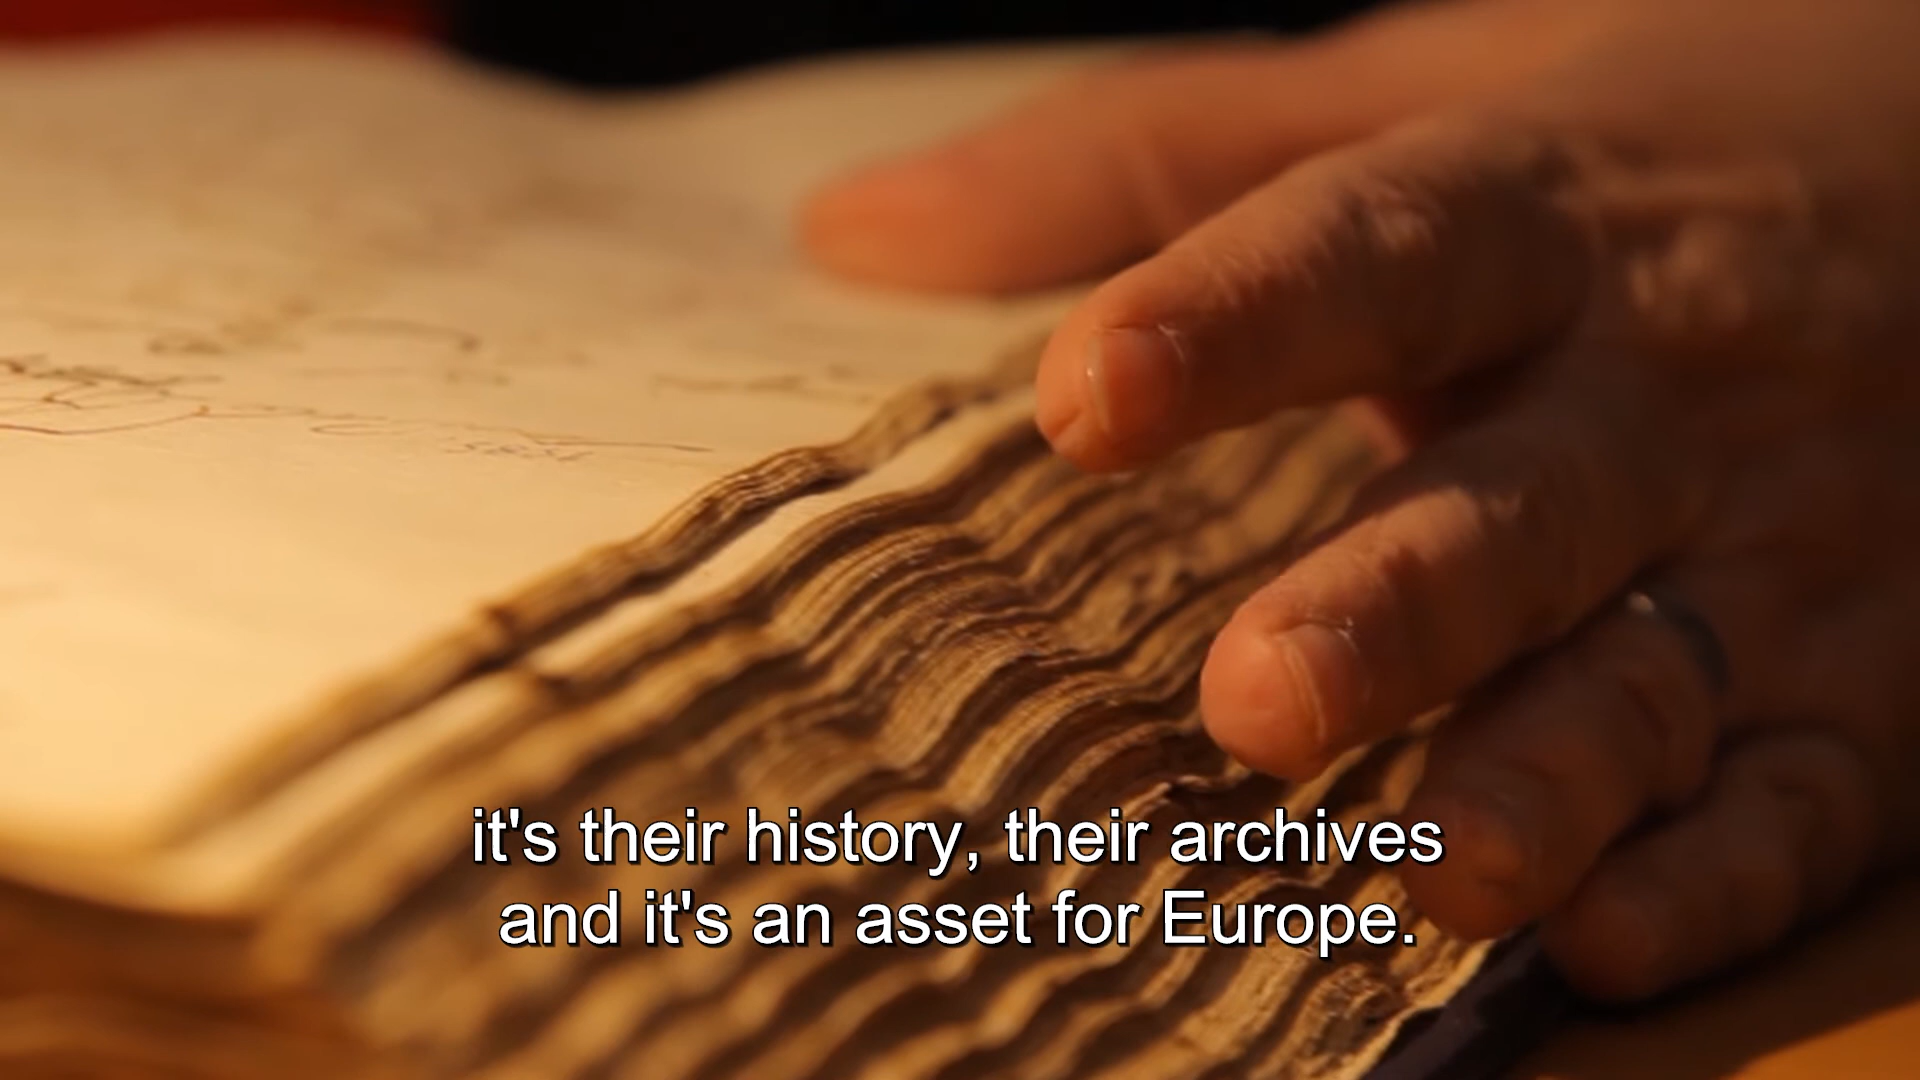 it's their history, their archives
and it's an asset for Europe.